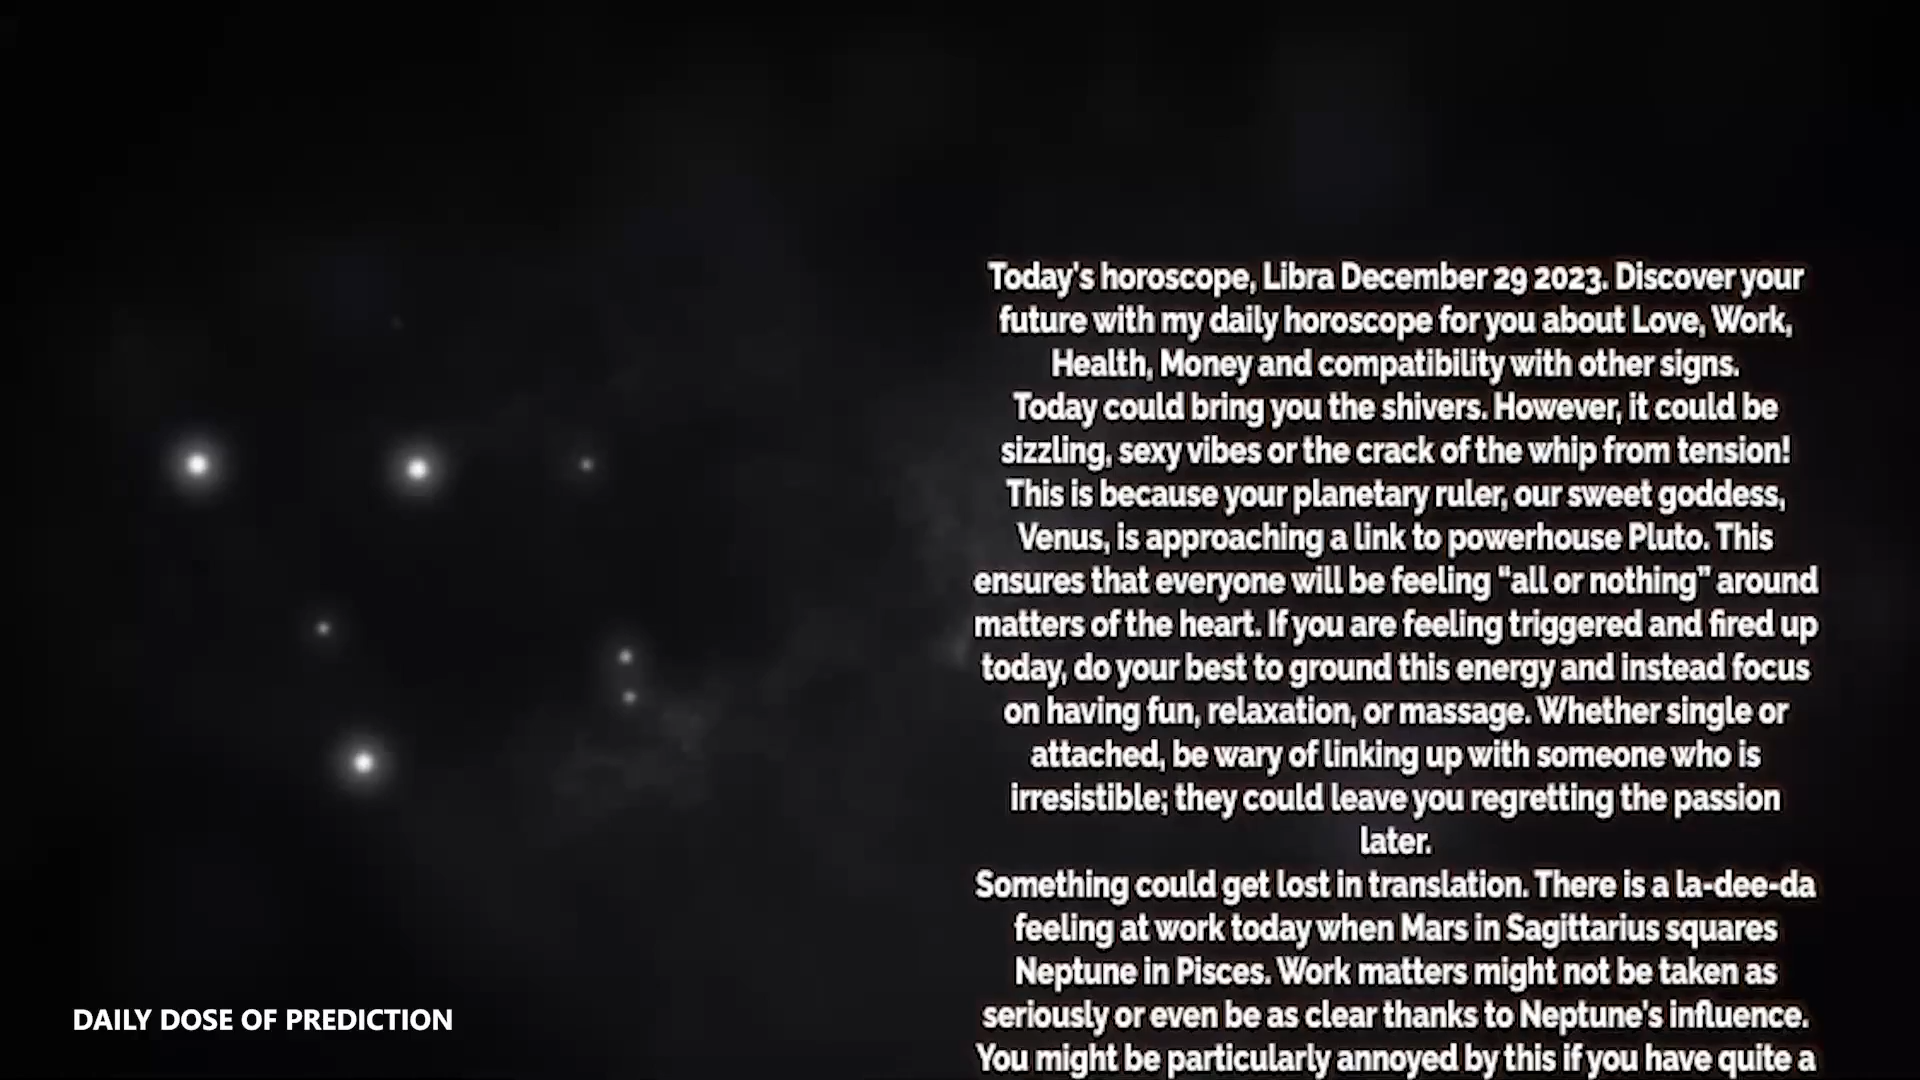 Today's horoscope, Libra December 29 2023. Discover your
future with my daily horoscope for you about Love, Work,
Health, Money and compatibility with other signs.
Today could bring you the shivers. However, it could be
sizzling, sexy vibes or the crack of the whip from tension!
This is because your planetary ruler, our sweet goddess,
Venus, is approaching a link to powerhouse Pluto. This
ensures that everyone will be feeling “all or nothing” around
matters of the heart. If you are feeling triggered and fired up
today, do your best to ground this energy and instead focus
on having fun, relaxation, or massage. Whether single or
attached, be wary of linking up with someone who is
irresistible; they could leave you regretting the passion
later.
Something could get lost in translation. There is a la-dee-da
feeling at work today when Mars in Sagittarius squares
Neptune in Pisces. Work matters might not be taken as
seriously or even be as clear thanks to Neptune's influence.
You might be particularly annoyed by this if you have quite a
DAILY DOSE OF PREDICTION